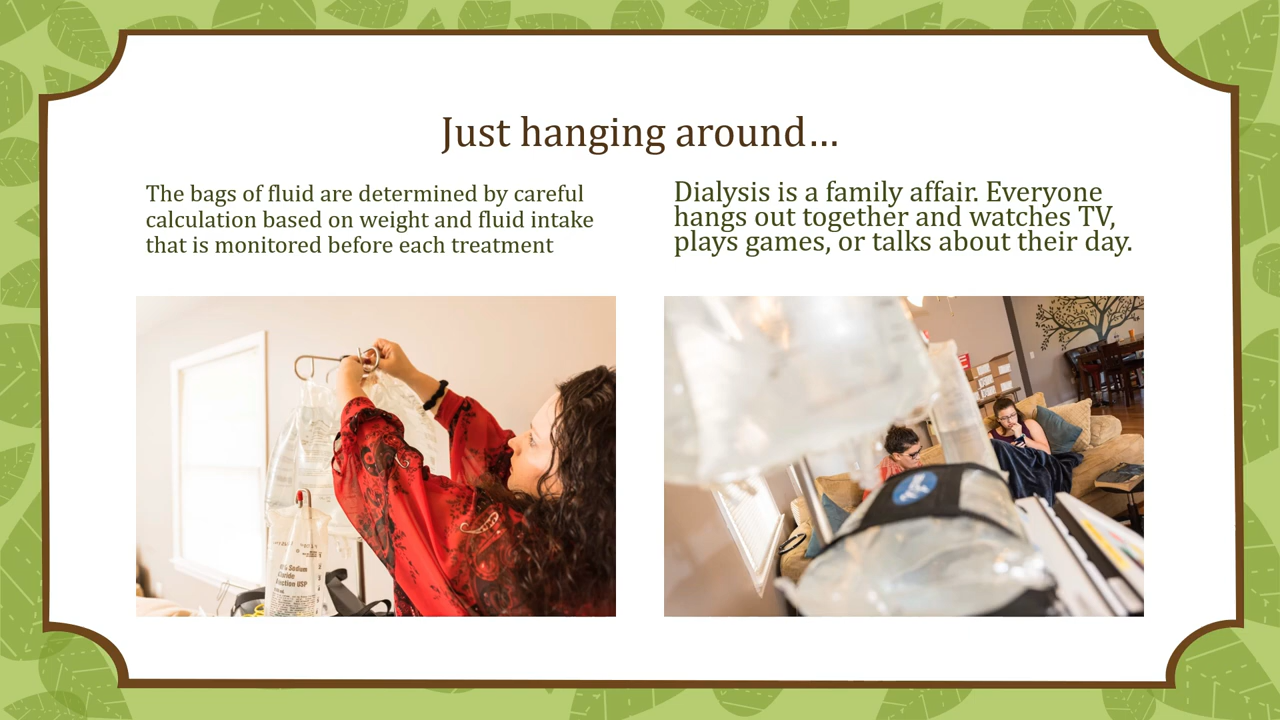 Just hanging around…
The bags of fluid are determined by careful
calculation based on weight and fluid intake
that is monitored before each treatment
Dialysis is a family affair. Everyone
hangs out together and watches TV,
plays games, or talks about their day.
Sodium
USP